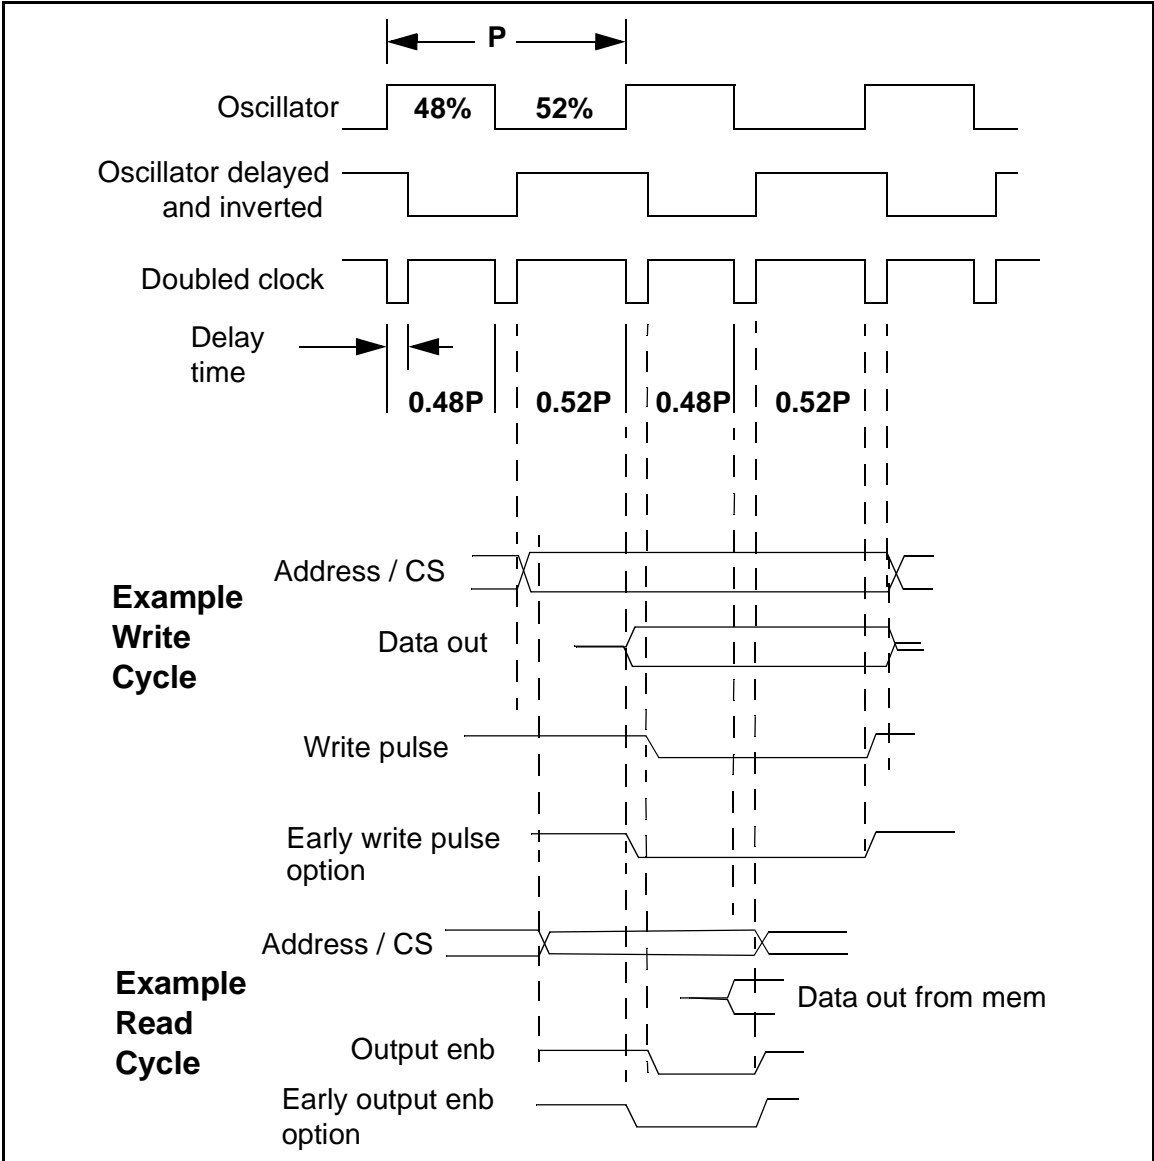 P
Oscillator
48%
52%
Oscillator delayed
and inverted
Doubled clock
Delay
time
0.48P
0.52P
0.48P
0.52P
Example
Write
Cycle
Address / CS
Data out
Write pulse
Early write pulse
option
Example
Read
Cycle
Address / CS
Data out from mem
Output enb
Early output enb
option